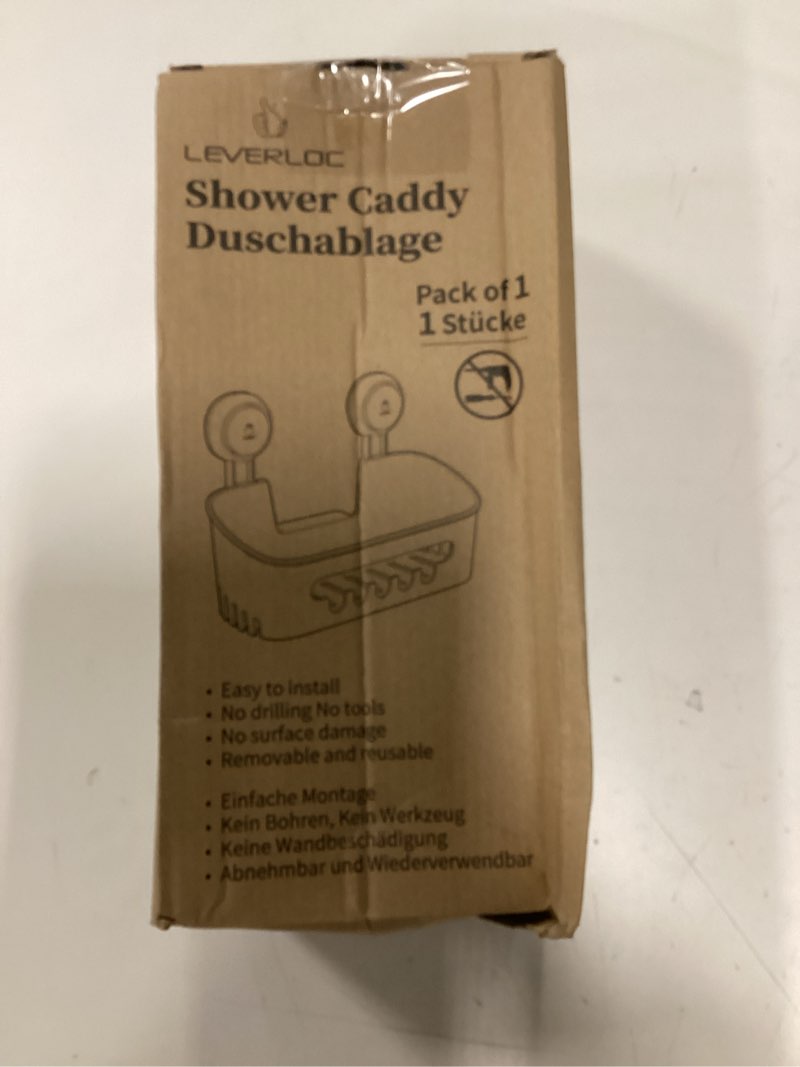 LEVERLOC
Shower Caddy
Duschablage
Pack of 1
1 Stücke
• Easy to install
• No drilling No tools
• No surface damage
• Removable and reusable
• Einfache Montage
• Kein Bohren, Kein Werkzeug
• Keine Wandbeschädigung
• Abnehmbar und Wiederverwendbar